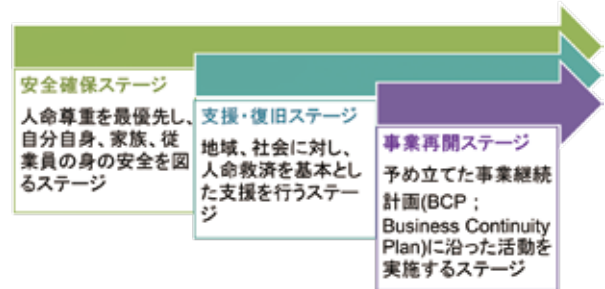 安全確保ステージ
人命尊重を最優先し、
自分自身、家族、従
業員の身の安全を図
るステージ
支援・復旧ステージ
地域、社会に対し、
人命救済を基本とし
た支援を行うステー
ジ
事業再開ステージ
予め立てた事業継続
計画(BCP；
Business Continuity
Plan)に沿った活動を
実施するステージ